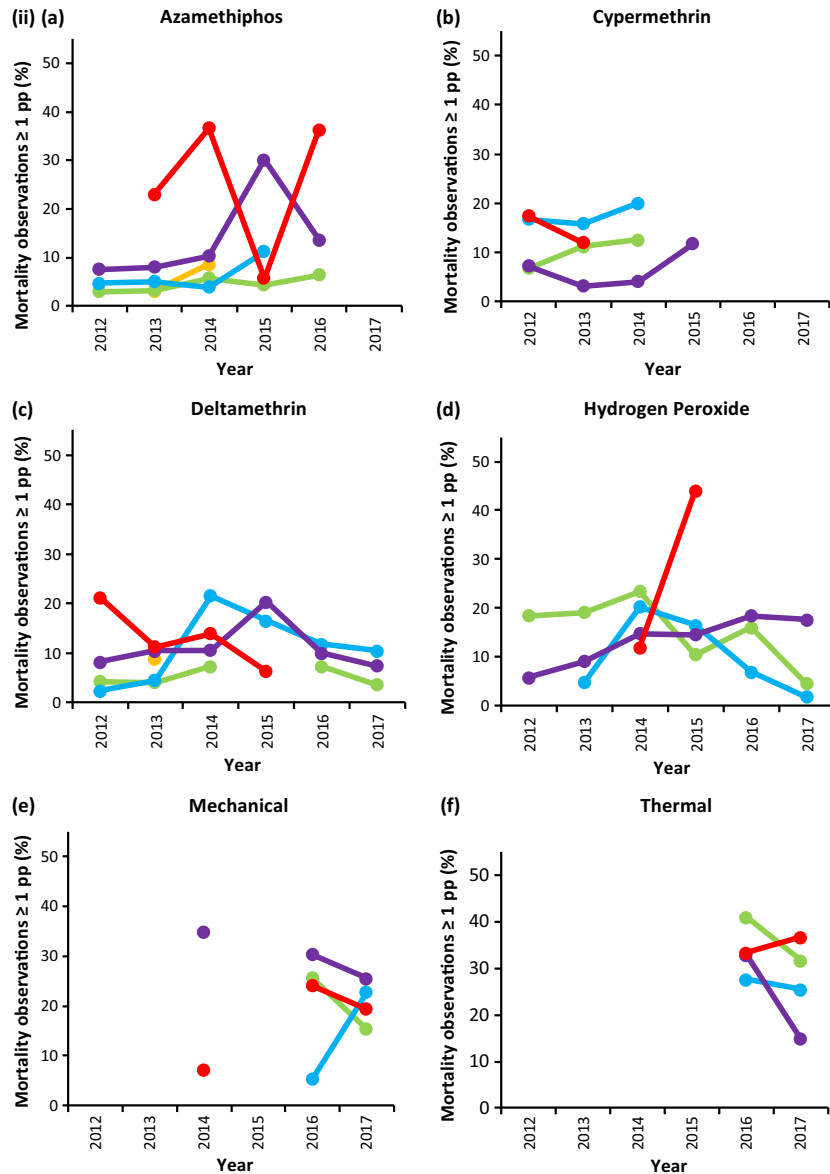 (ii) (a) Azamethiphos
Mortality observations ≥ 1 pp (%)
50
40
30
20
10
0
2012 2013 2014 2015 2016 2017
Year
(b) Cypermethrin
Mortality observations ≥ 1 pp (%)
50
40
30
20
10
0
2012 2013 2014 2015 2016 2017
Year
(c) Deltamethrin
Mortality observations ≥ 1 pp (%)
50
40
30
20
10
0
2012 2013 2014 2015 2016 2017
Year
(d) Hydrogen Peroxide
Mortality observations ≥ 1 pp (%)
50
40
30
20
10
0
2012 2013 2014 2015 2016 2017
Year
(e) Mechanical
Mortality observations ≥ 1 pp (%)
50
40
30
20
10
0
2012 2013 2014 2015 2016 2017
Year
(f) Thermal
Mortality observations ≥ 1 pp (%)
50
40
30
20
10
0
2012 2013 2014 2015 2016 2017
Year